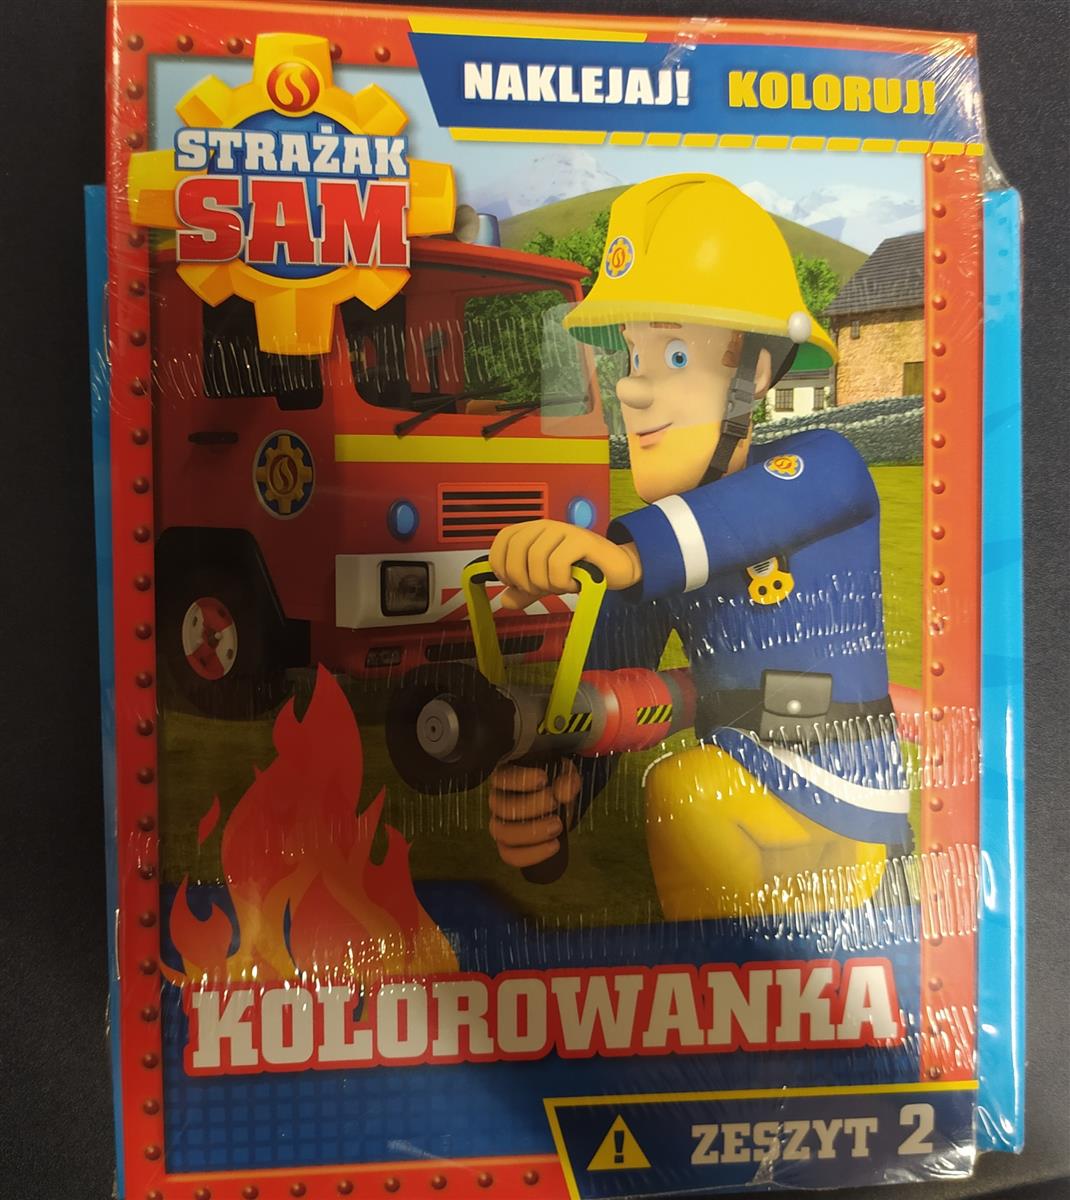 NAKLEJAJ! KOLORUJ!
STRAŻAK
SAM
KOLOROWANKA
ZESZYT 2